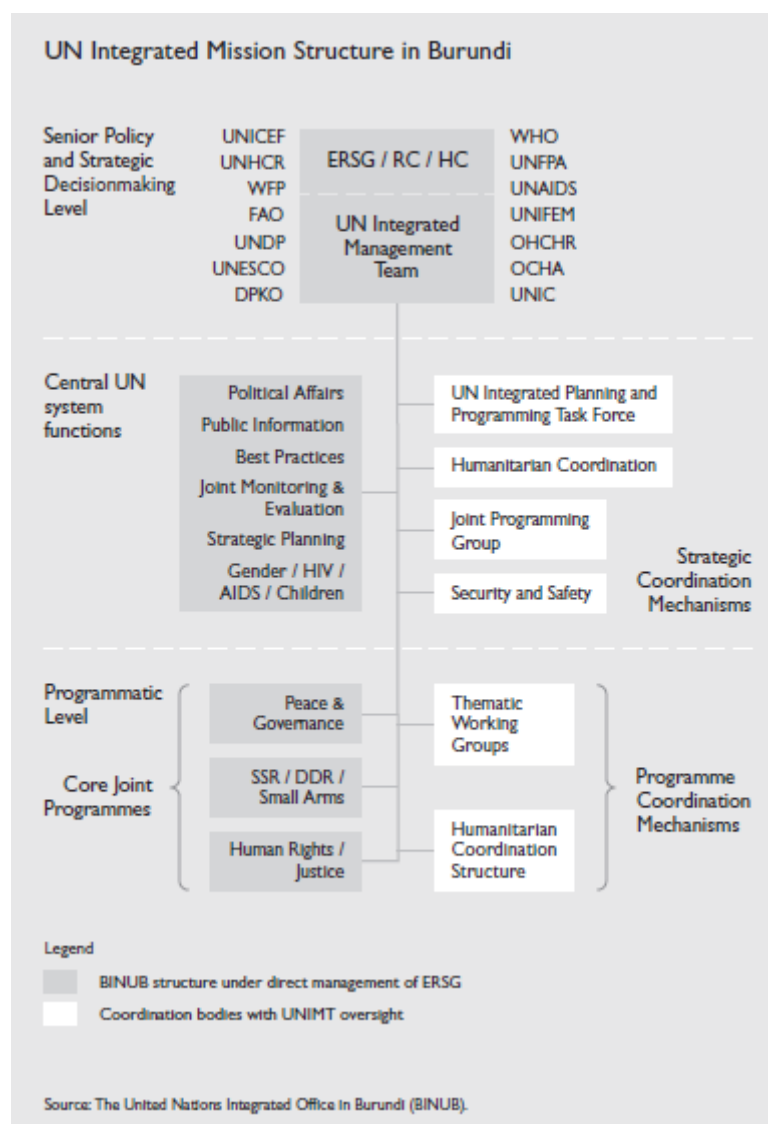 UN Integrated Mission Structure in Burundi
Senior Policy
and Strategic
Decisionmaking
Level
UNICEF
UNHCR
WFP
FAO
UNDP
UNESCO
DPKO
ERSG / RC / HC
UN Integrated
Management
Team
WHO
UNFPA
UNAIDS
UNIFEM
OHCHR
OCHA
UNIC
Central UN
system
functions
Political Affairs
Public Information
Best Practices
Joint Monitoring &
Evaluation
Strategic Planning
Gender / HIV /
AIDS / Children
UN Integrated Planning and
Programming Task Force
Humanitarian Coordination
Joint Programming
Group
Security and Safety
Strategic
Coordination
Mechanisms
Programmatic
Level
Core Joint
Programmes
Peace &
Governance
SSR / DDR /
Small Arms
Human Rights /
Justice
Thematic
Working
Groups
Humanitarian
Coordination
Structure
Programme
Coordination
Mechanisms
Legend
BINUB structure under direct management of ERSG
Coordination bodies with UNIMT oversight
Source: The United Nations Integrated Office in Burundi (BINUB).